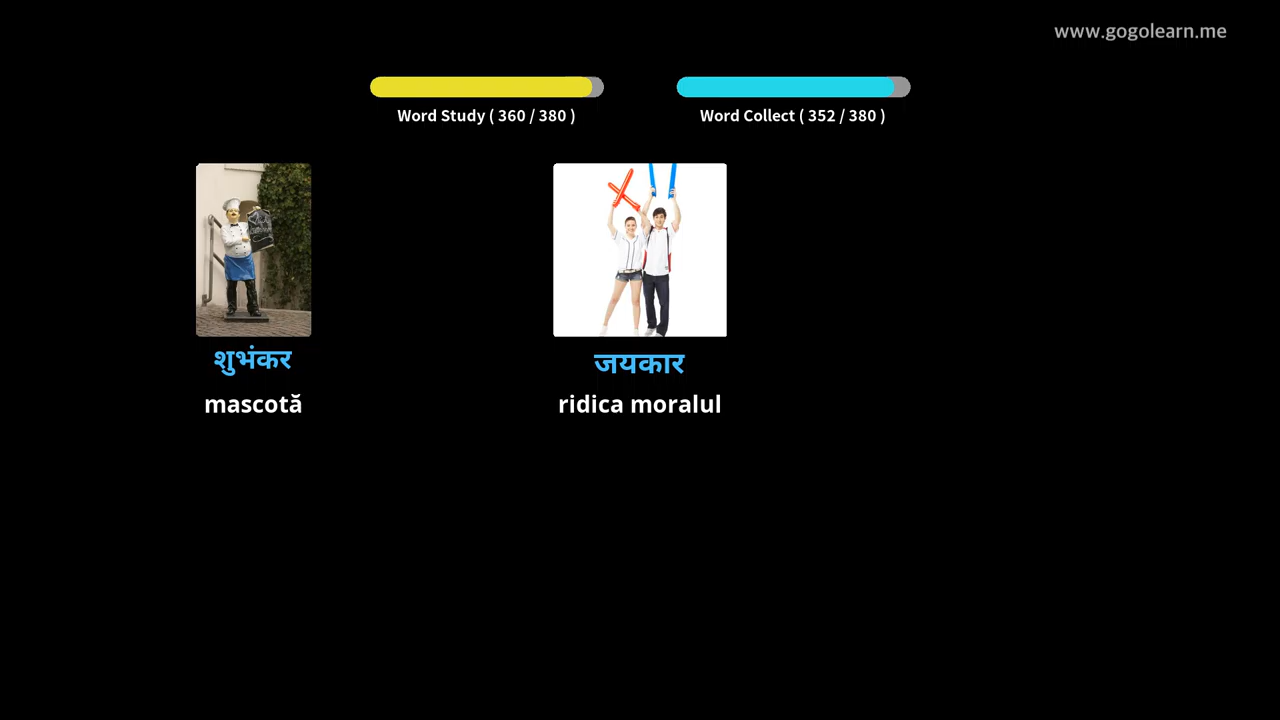 www.gogolearn.me
Word Study ( 360 / 380 )
Word Collect ( 352 / 380 )
शुभंकर
mascotă
जयकार
ridica moralul